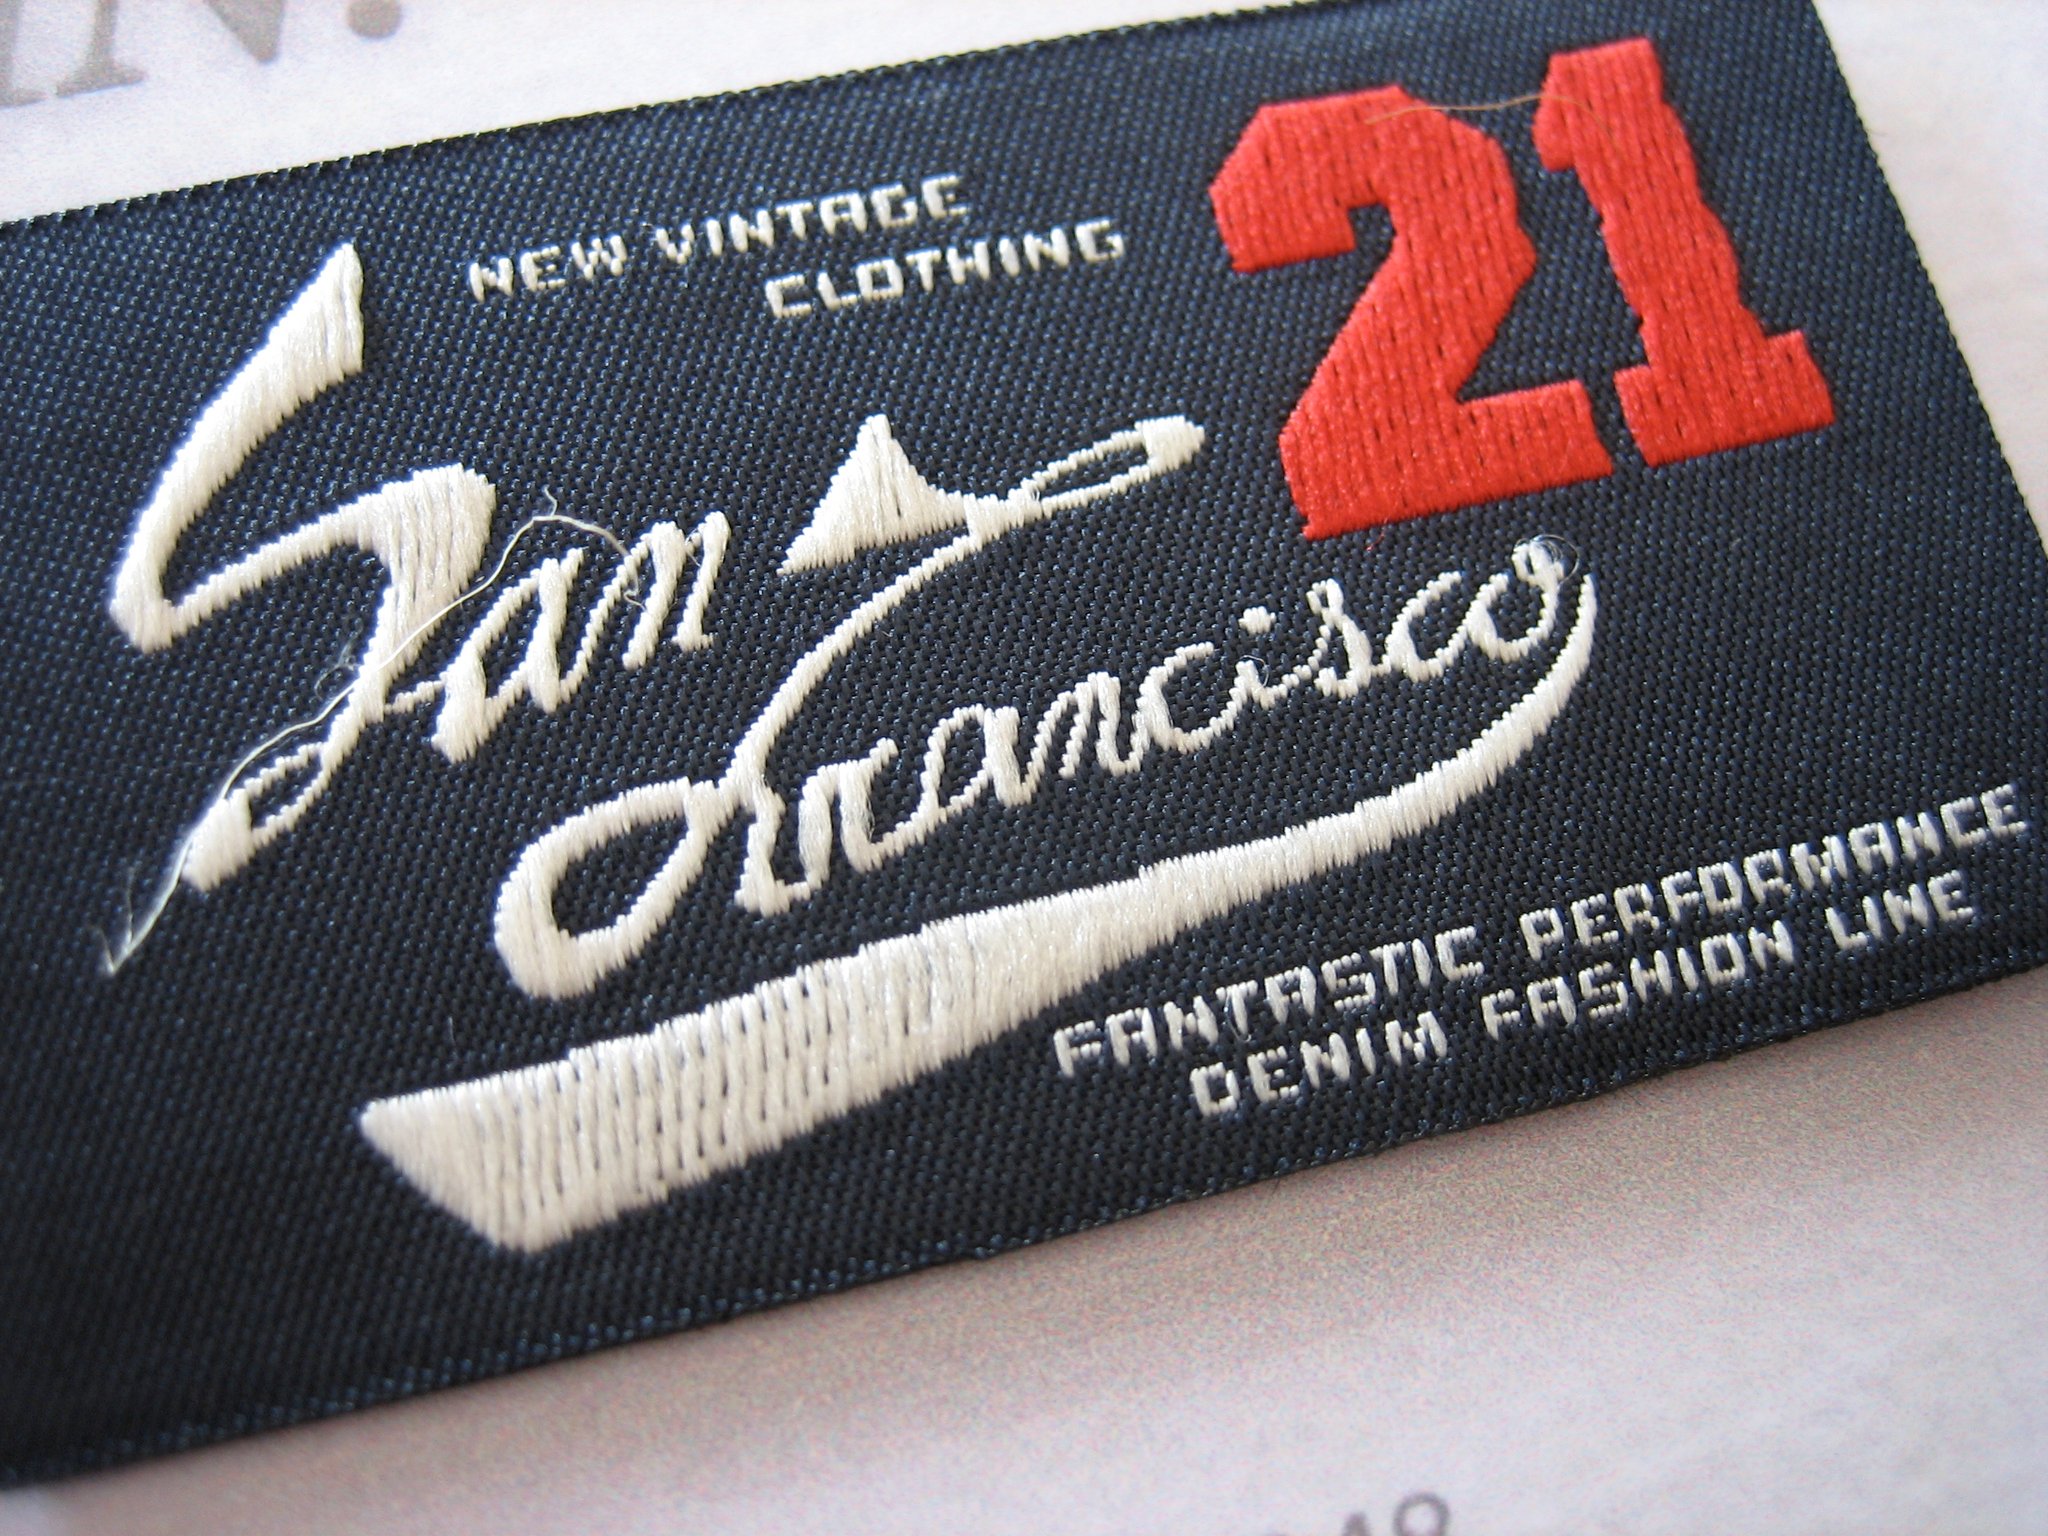 NEW VINTAGE
CLOTHING
21
San
Francisco
FANTASTIC PERFORMANCE
DENIM FASHION LINE